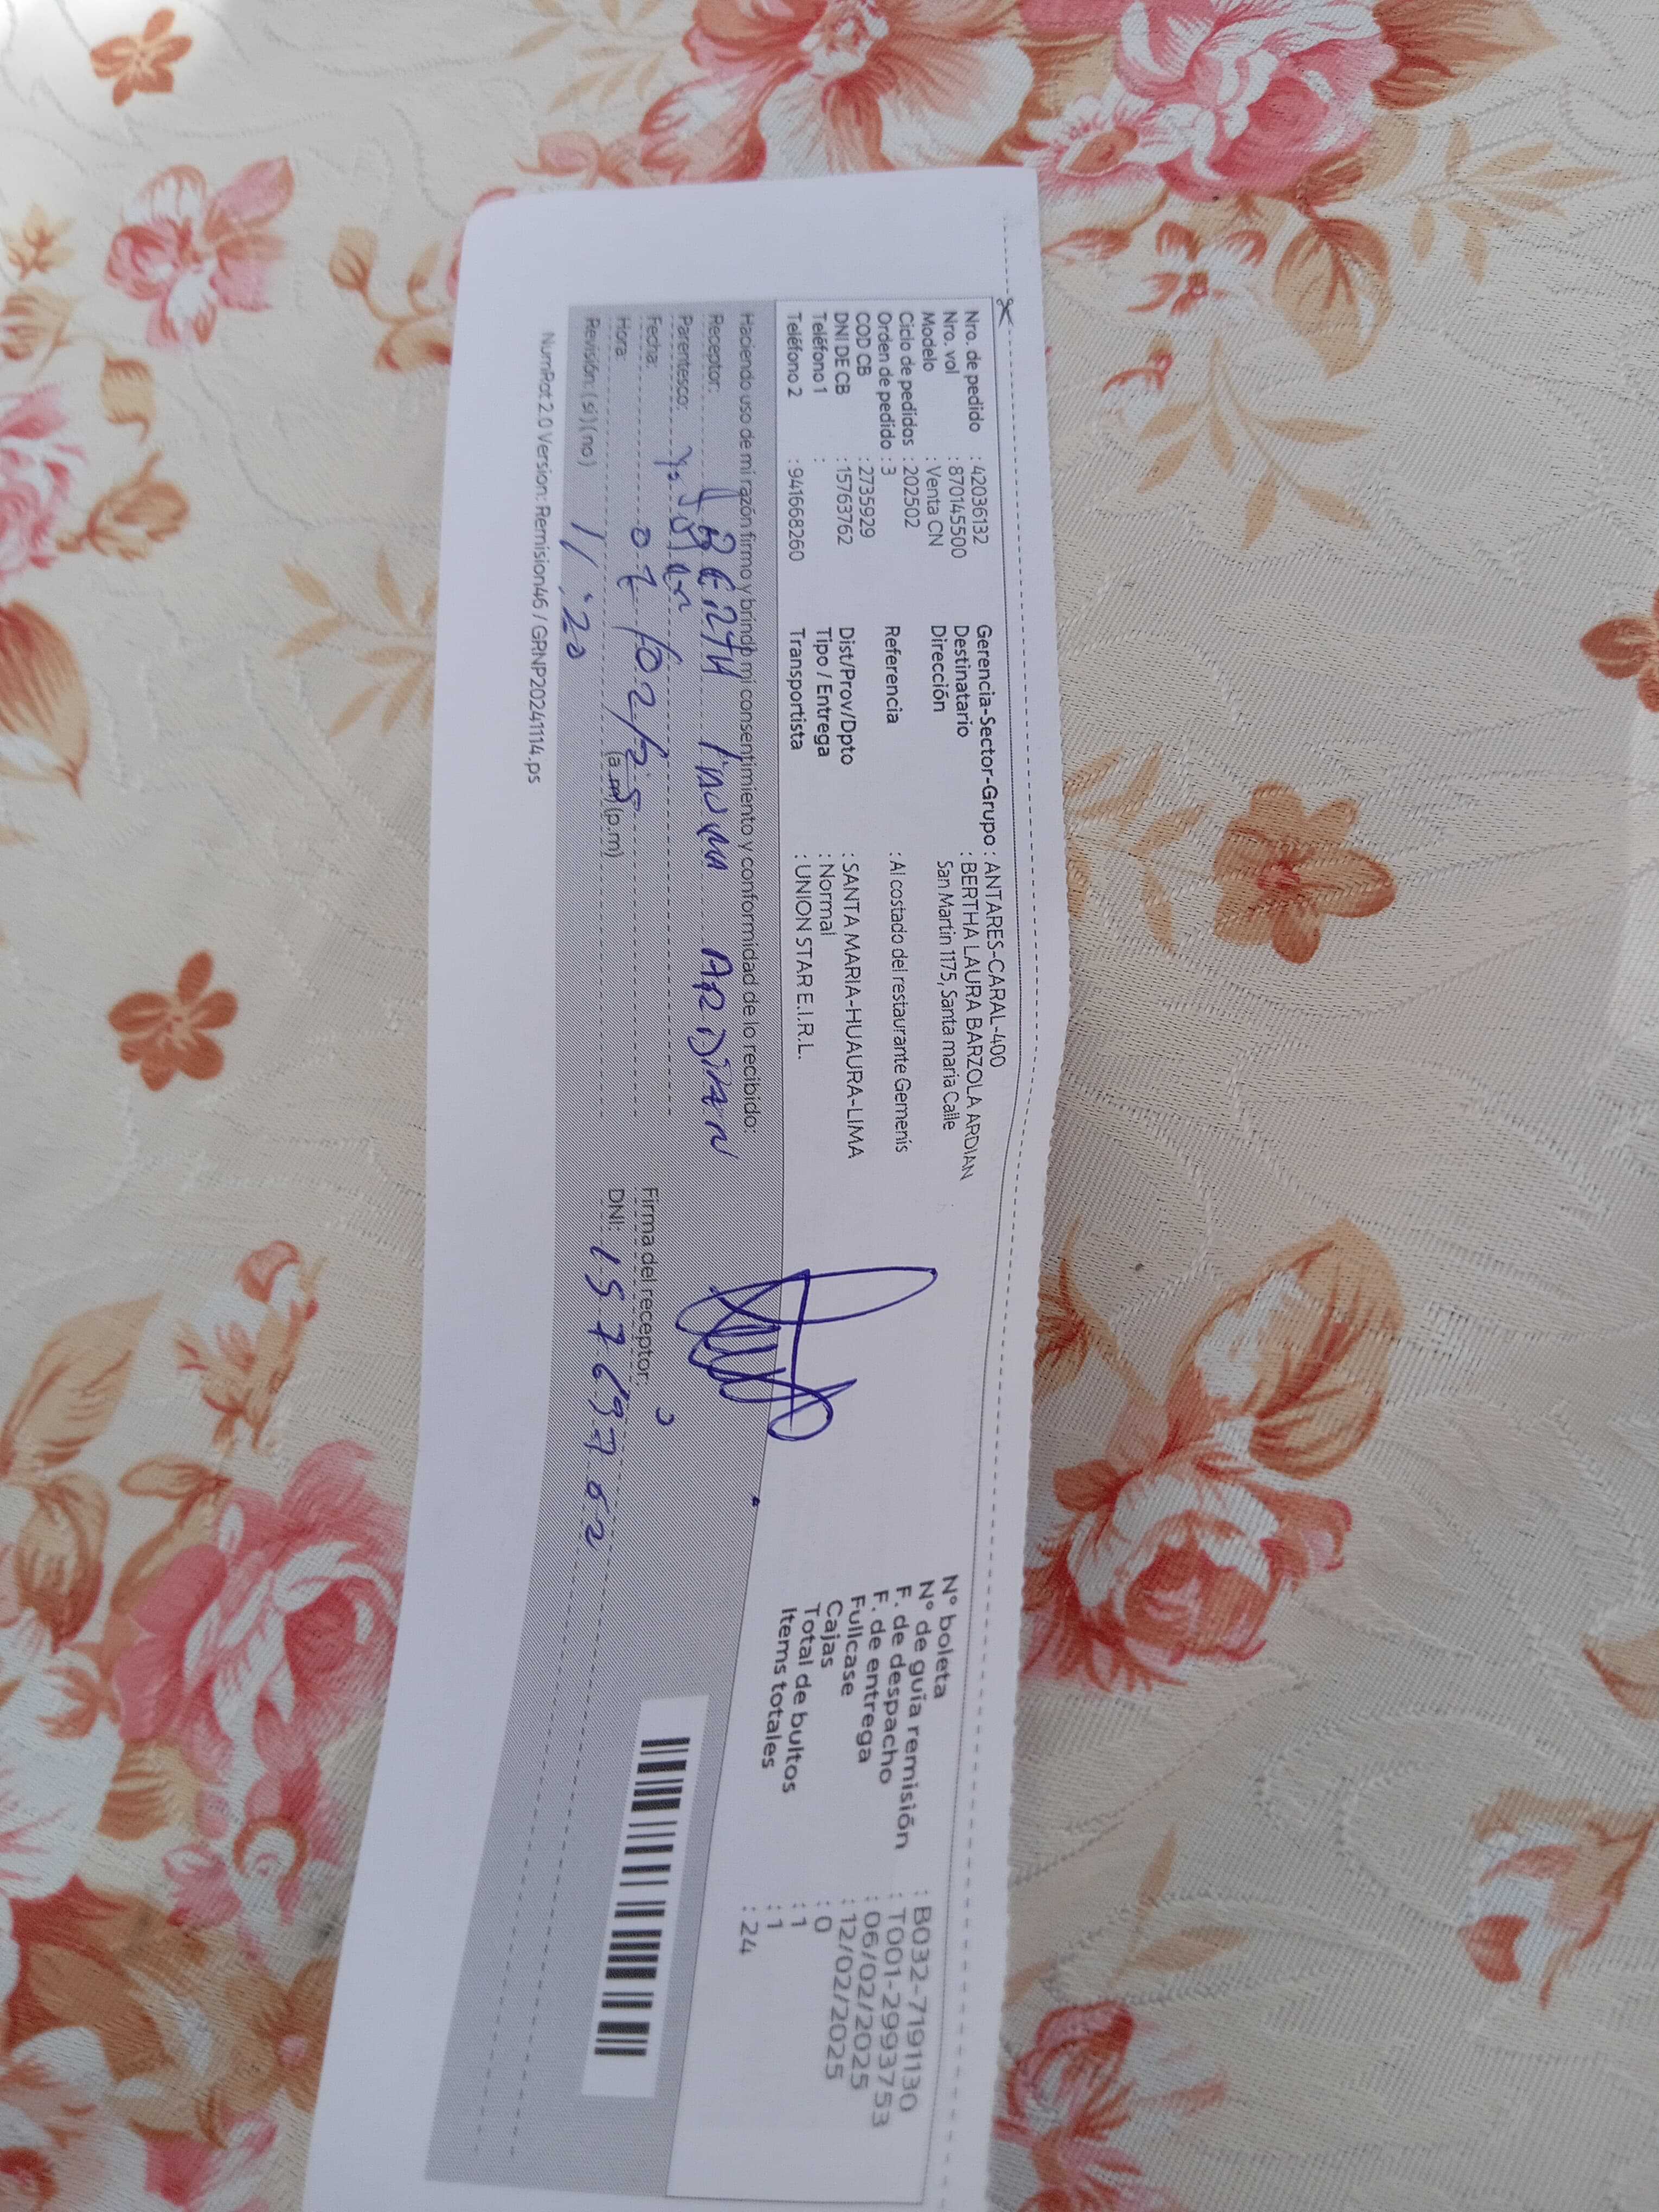 Nro. de pedido : 42036132
Nro. vol : 870145500
Modelo : Venta CN
Ciclo de pedidos : 202502
Orden de pedido : 3
COD CB : 2735929
DNI DE CB : 15763762
Teléfono 1 :
Teléfono 2 : 941668260
Gerencia-Sector-Grupo : ANTARES-CARAL-400
Destinatario : BERTHA LAURA BARZOLA ARDIAN
Dirección San Martin 1175, Santa maria Calle
Referencia : Al costado del restaurante Gemenis
Dist/Prov/Dpto : SANTA MARIA-HUAURA-LIMA
Tipo / Entrega : Normal
Transportista : UNION STAR E.I.R.L.
N° boleta : B032-7191130
N° de guía remisión : T001-2993753
F. de despacho : 06/02/2025
F. de entrega : 12/02/2025
Fullcase : 0
Cajas : 1
Total de bultos : 1
Items totales : 24
Haciendo uso de mi razón firmo y brindo mi consentimiento y conformidad de lo recibido:
Receptor:
Parentesco:
Fecha: 07/02/25
Hora: (a.m) (p.m)
Revisión: (si) (no) 11:20
Firma del receptor:
DNI:
NumPat 2.0 Version: Remision46 / GRNP20241114.ps